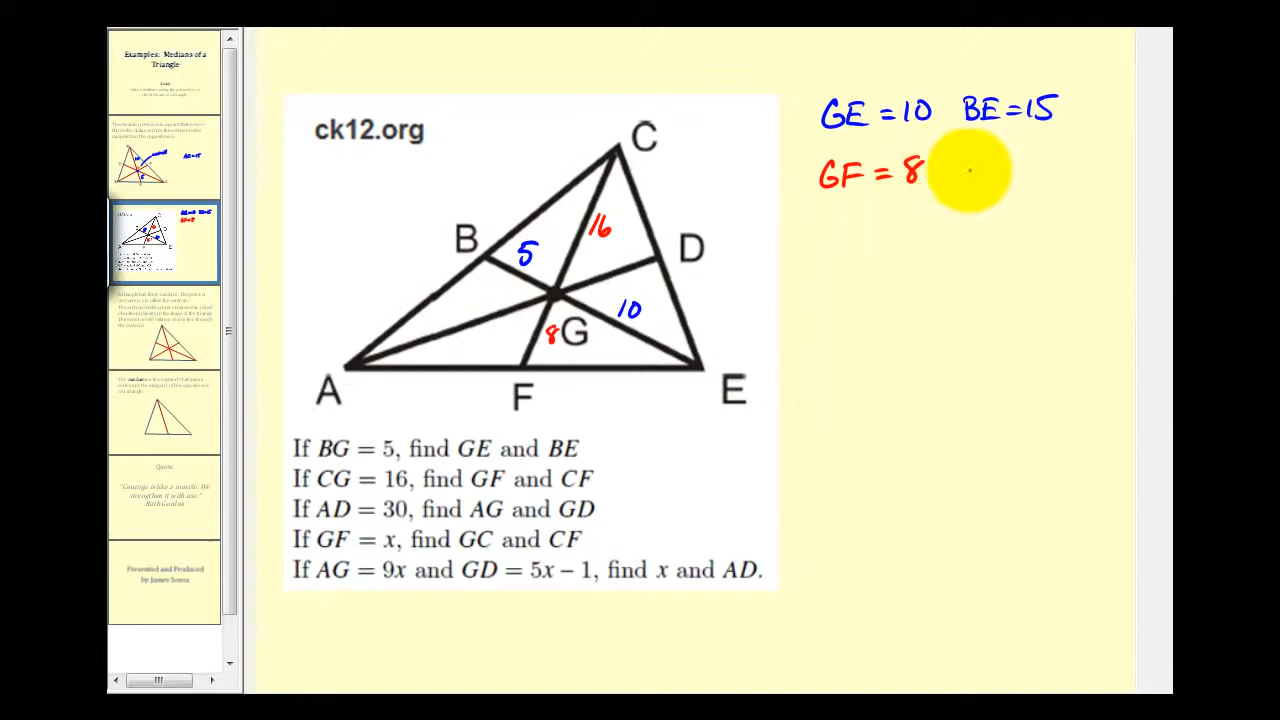 Examples: Medians of a
Triangle
ck12.org
C
B
D
G
A
F
E
5
16
10
8
GE = 10 BE = 15
GF = 8
If BG = 5, find GE and BE
If CG = 16, find GF and CF
If AD = 30, find AG and GD
If GF = x, find GC and CF
If AG = 9x and GD = 5x − 1, find x and AD.
Quote
"Courage is like a muscle. We
strengthen it with use."
Ruth Gordon
Presented and Produced
by James Sousa